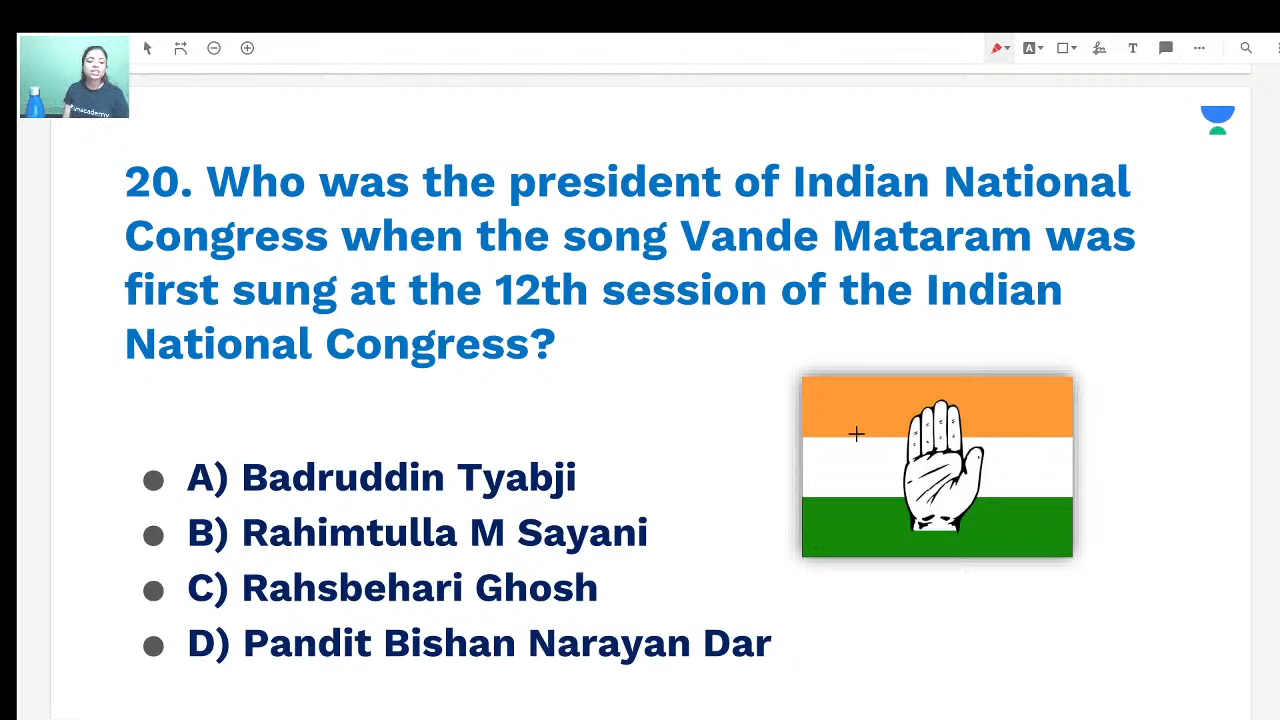 20. Who was the president of Indian National
Congress when the song Vande Mataram was
first sung at the 12th session of the Indian
National Congress?
A) Badruddin Tyabji
B) Rahimtulla M Sayani
C) Rahsbehari Ghosh
D) Pandit Bishan Narayan Dar